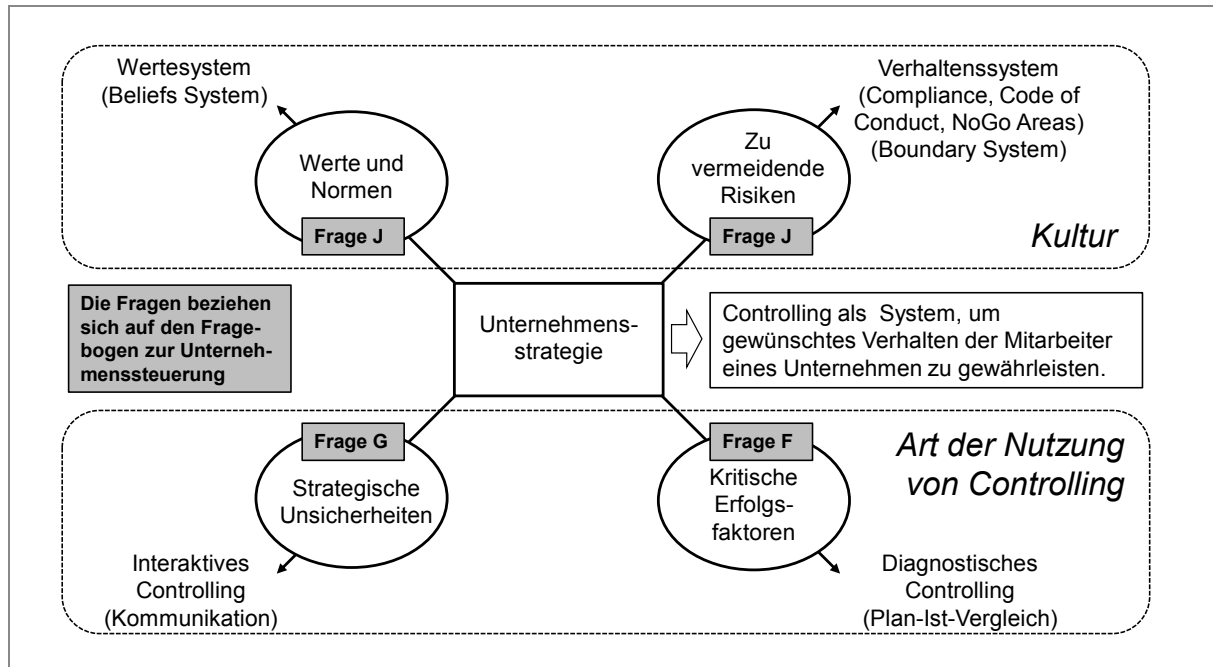 Wertesystem
(Beliefs System)
Verhaltenssystem
(Compliance, Code of
Conduct, NoGo Areas)
(Boundary System)
Werte und
Normen
Frage J
Zu
vermeidende
Risiken
Frage J
Kultur
Die Fragen beziehen
sich auf den Frage-
bogen zur Unterneh-
menssteuerung
Unternehmens-
strategie
Controlling als System, um
gewünschtes Verhalten der Mitarbeiter
eines Unternehmen zu gewährleisten.
Frage G
Strategische
Unsicherheiten
Frage F
Kritische
Erfolgs-
faktoren
Art der Nutzung
von Controlling
Interaktives
Controlling
(Kommunikation)
Diagnostisches
Controlling
(Plan-Ist-Vergleich)